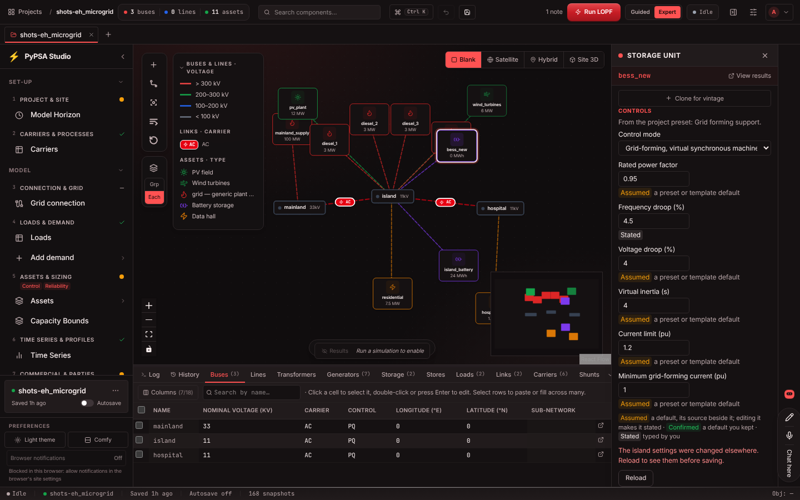 Projects
shots-eh_microgrid
3 buses
0 lines
11 assets
Search components...
Ctrl K
1 note
Run LOPF
Guided
Expert
Idle
A
shots-eh_microgrid
PyPSA Studio
SET-UP
1 PROJECT & SITE
Model Horizon
2 CARRIERS & PROCESSES
Carriers
MODEL
3 CONNECTION & GRID
Grid connection
4 LOADS & DEMAND
Loads
Add demand
5 ASSETS & SIZING
Control
Reliability
Assets
Capacity Bounds
6 TIME SERIES & PROFILES
Time Series
shots-eh_microgrid
Saved 1h ago
Autosave
PREFERENCES
Light theme
Comfy
Browser notifications
Off
Blocked in this browser: allow notifications in the browser's site settings
Grp
Each
BUSES & LINES · VOLTAGE
> 300 kV
200–300 kV
100–200 kV
< 100 kV
LINKS · CARRIER
AC
AC
ASSETS · TYPE
PV field
Wind turbines
grid — generic plant ...
Battery storage
Data hall
Blank
Satellite
Hybrid
Site 3D
pv_plant
12 MW
mainland_supply
100 MW
diesel_1
diesel_2
3 MW
diesel_3
3 MW
wind_turbines
8 MW
bess_new
0 MWh
mainland 33kV
AC
island 11kV
AC
hospital 11kV
residential
7.5 MW
island_battery
24 MWh
Results
Run a simulation to enable
Log
History
Buses (3)
Lines
Transformers
Generators (7)
Storage (2)
Stores
Loads (2)
Links (2)
Carriers (6)
Shunts
Columns (7/18)
Search by name...
· Click a cell to select it, double-click or press Enter to edit. Select rows to paste or fill across many.
NAME
NOMINAL VOLTAGE (KV)
CARRIER
CONTROL
LONGITUDE (°E)
LATITUDE (°N)
SUB-NETWORK
mainland 33 AC PQ 0 0
island 11 AC PQ 0 0
hospital 11 AC PQ 0 0
STORAGE UNIT
bess_new
View results
Clone for vintage
CONTROLS
From the project preset: Grid forming support.
Control mode
Grid-forming, virtual synchronous machine
Rated power factor
0.95
Assumed a preset or template default
Frequency droop (%)
4.5
Stated
Voltage droop (%)
4
Assumed a preset or template default
Virtual inertia (s)
4
Assumed a preset or template default
Current limit (pu)
1.2
Assumed a preset or template default
Minimum grid-forming current (pu)
1
Assumed a preset or template default
Assumed a default, its source beside it; editing it makes it stated · Confirmed a default you kept · Stated typed by you
The island settings were changed elsewhere. Reload to see them before saving.
Reload
Chat here
Idle
shots-eh_microgrid
Saved 1h ago
Autosave off
168 snapshots
Obj: —